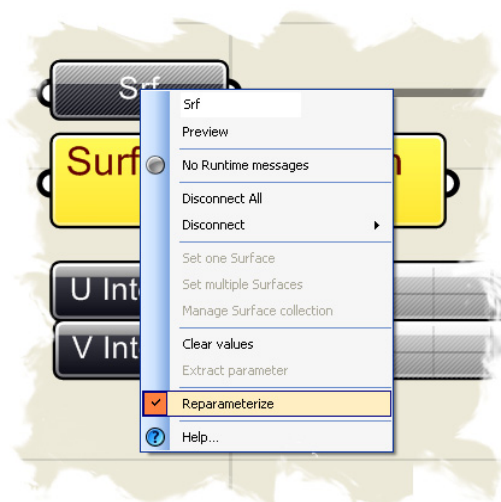 Srf
Srf
Preview
Surf
No Runtime messages
Disconnect All
Disconnect
Set one Surface
Set multiple Surfaces
U Int
Manage Surface collection
V Int
Clear values
Extract parameter
Reparameterize
Help...